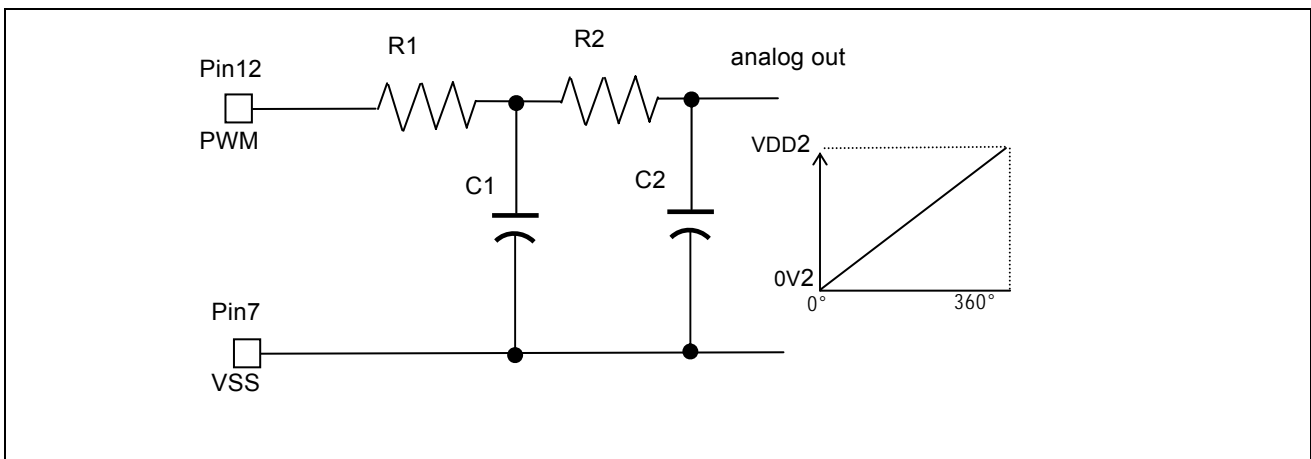 R1
R2
analog out
Pin12
PWM
VDD2
C1
C2
0V2
0°
360°
Pin7
VSS